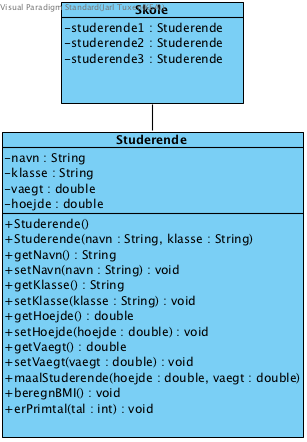 Visual Paradigm Standard(Jarl Tuxen
Skole
-studerende1 : Studerende
-studerende2 : Studerende
-studerende3 : Studerende
Studerende
-navn : String
-klasse : String
-vaegt : double
-hoejde : double
+Studerende()
+Studerende(navn : String, klasse : String)
+getNavn() : String
+setNavn(navn : String) : void
+getKlasse() : String
+setKlasse(klasse : String) : void
+getHoejde() : double
+setHoejde(hoejde : double) : void
+getVaegt() : double
+setVaegt(vaegt : double) : void
+maalStuderende(hoejde : double, vaegt : double)
+beregnBMI() : void
+erPrimtal(tal : int) : void